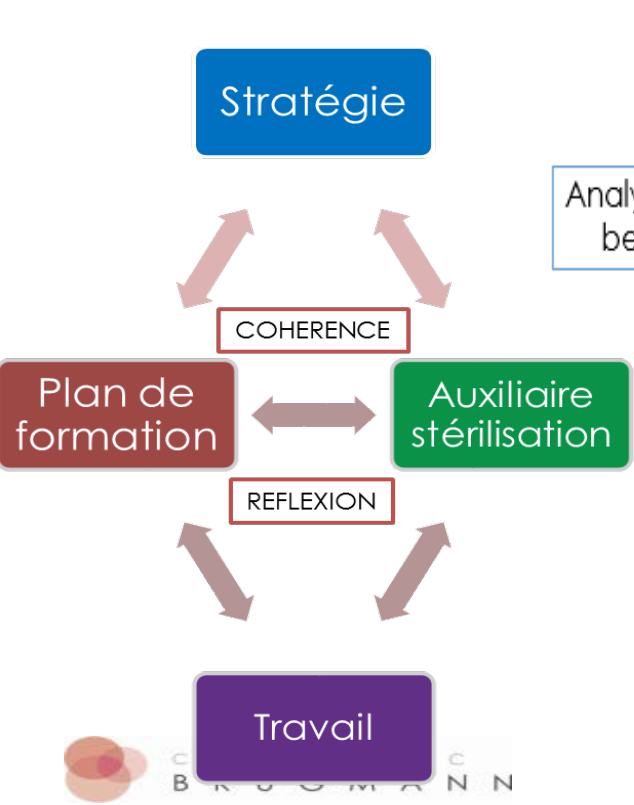 Stratégie
COHERENCE
Plan de
formation
Auxiliaire
stérilisation
REFLEXION
Travail